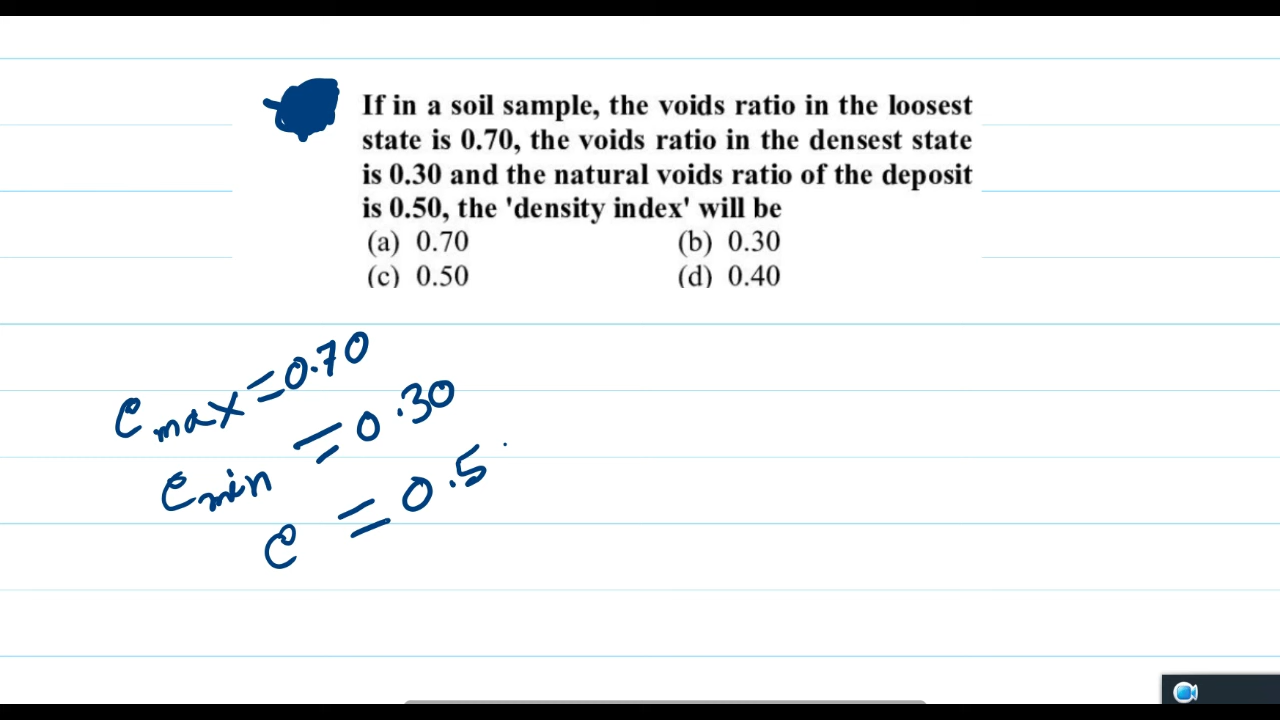 If in a soil sample, the voids ratio in the loosest
state is 0.70, the voids ratio in the densest state
is 0.30 and the natural voids ratio of the deposit
is 0.50, the 'density index' will be
(a) 0.70 (b) 0.30
(c) 0.50 (d) 0.40
e max = 0.70
e min = 0.30
e = 0.5